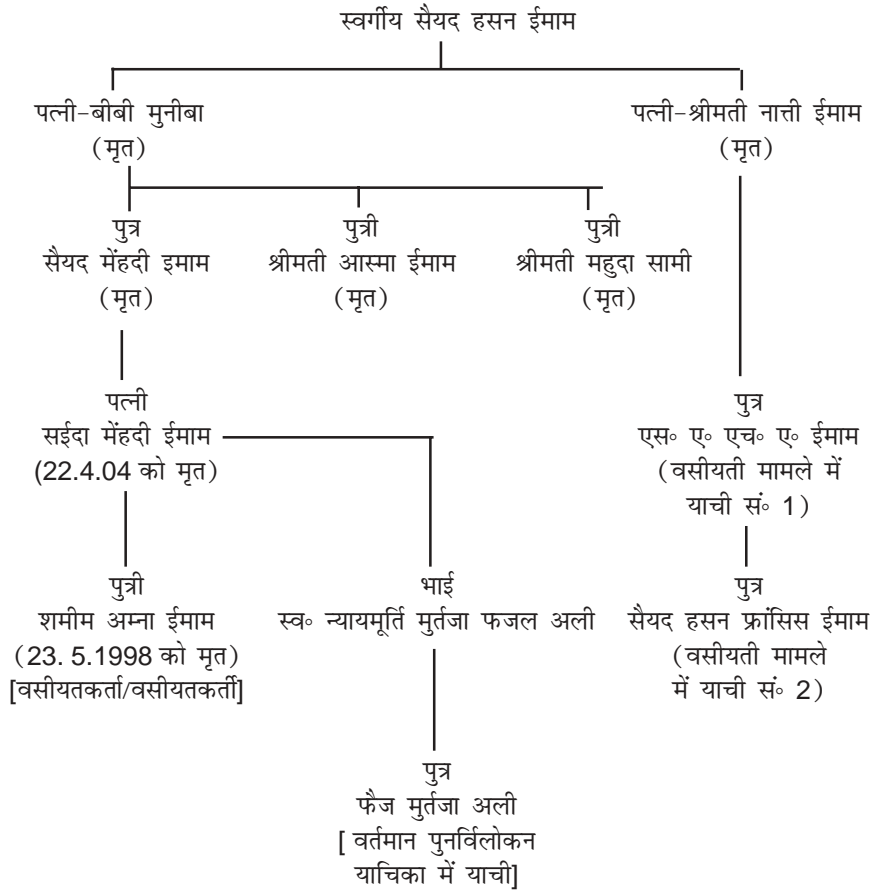 स्वर्गीय सैयद हसन ईमाम
पत्नी-बीबी मुनीबा
(मृत)
पत्नी-श्रीमती नात्ती ईमाम
(मृत)
पुत्र
सैयद मेंहदी इमाम
(मृत)
पुत्री
श्रीमती आस्मा ईमाम
(मृत)
पुत्री
श्रीमती महुदा सामी
(मृत)
पत्नी
सईदा मेंहदी ईमाम
(22.4.04 को मृत)
पुत्र
एस॰ ए॰ एच॰ ए॰ ईमाम
(वसीयती मामले में
याची सं॰ 1)
पुत्री
शमीम अम्ना ईमाम
(23. 5.1998 को मृत)
[वसीयतकर्ता/वसीयतकर्ती]
भाई
स्व॰ न्यायमूर्ति मुर्तजा फजल अली
पुत्र
सैयद हसन फ्रांसिस ईमाम
(वसीयती मामले
में याची सं॰ 2)
पुत्र
फैज मुर्तजा अली
[ वर्तमान पुनर्विलोकन
याचिका में याची]